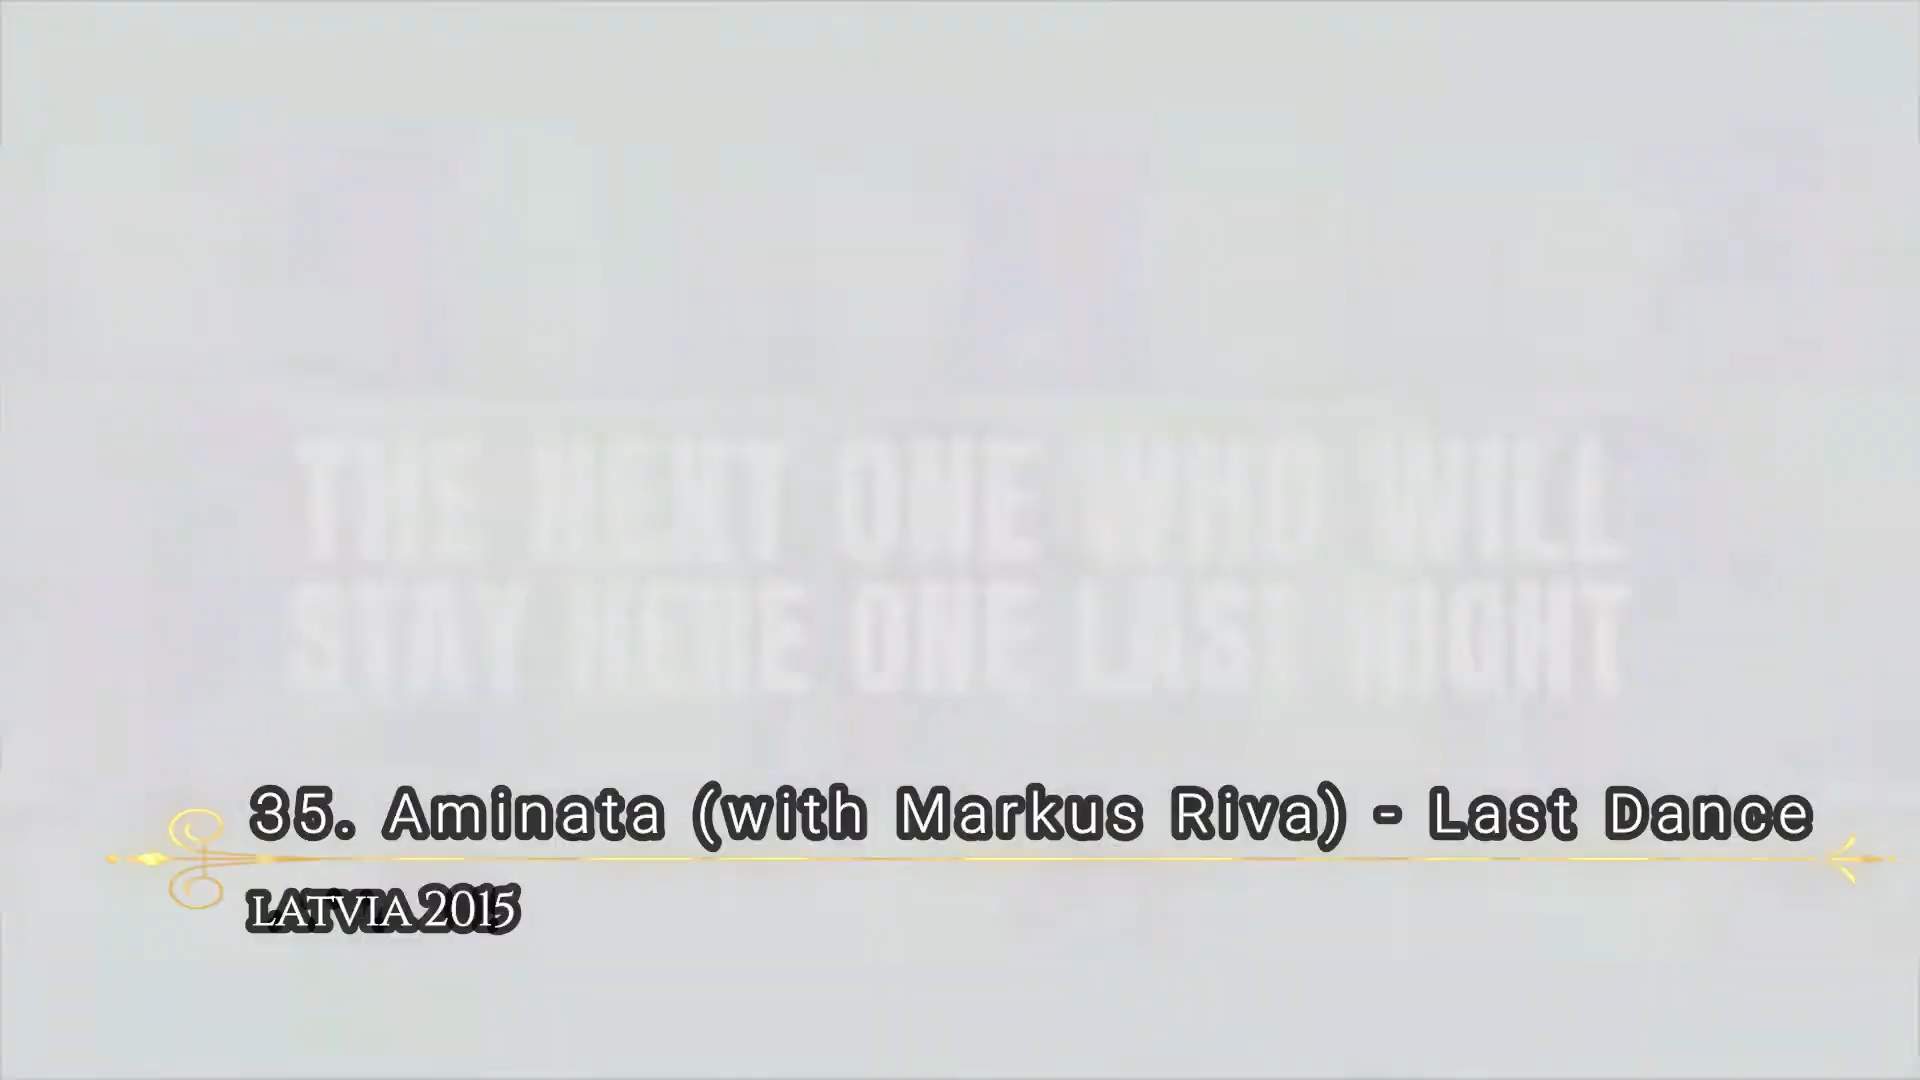 THE NEXT ONE WHO WILL
STAY HERE ONE LAST NIGHT
35. Aminata (with Markus Riva) - Last Dance
LATVIA 2015